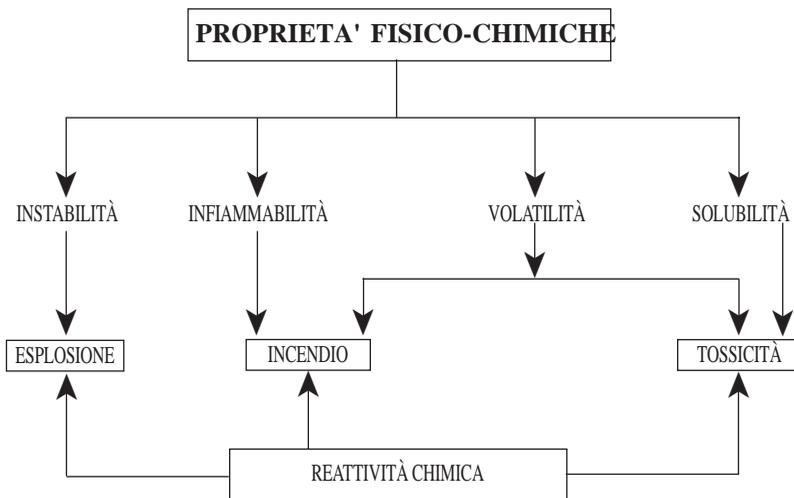 PROPRIETA' FISICO-CHIMICHE
INSTABILITÀ
INFIAMMABILITÀ
VOLATILITÀ
SOLUBILITÀ
ESPLOSIONE
INCENDIO
TOSSICITÀ
REATTIVITÀ CHIMICA